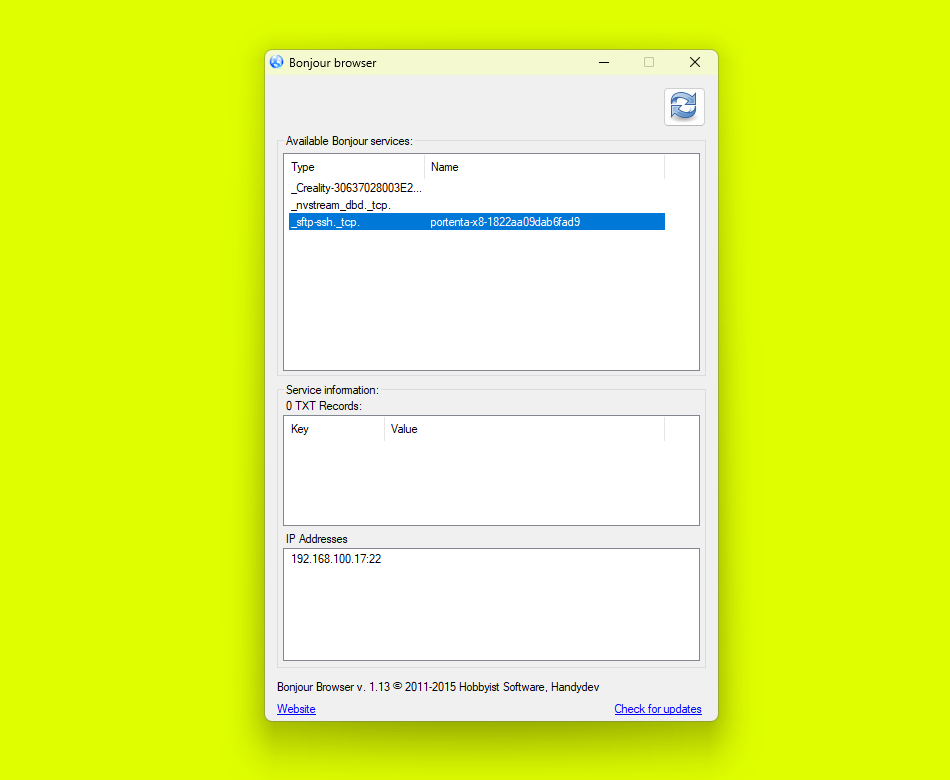 Bonjour browser
Available Bonjour services:
Type Name
_Creality-30637028003E2...
_nvstream_dbd._tcp.
_sftp-ssh._tcp. portenta-x8-1822aa09dab6fad9
Service information:
0 TXT Records:
Key Value
IP Addresses
192.168.100.17:22
Bonjour Browser v. 1.13 © 2011-2015 Hobbyist Software, Handydev
Website Check for updates